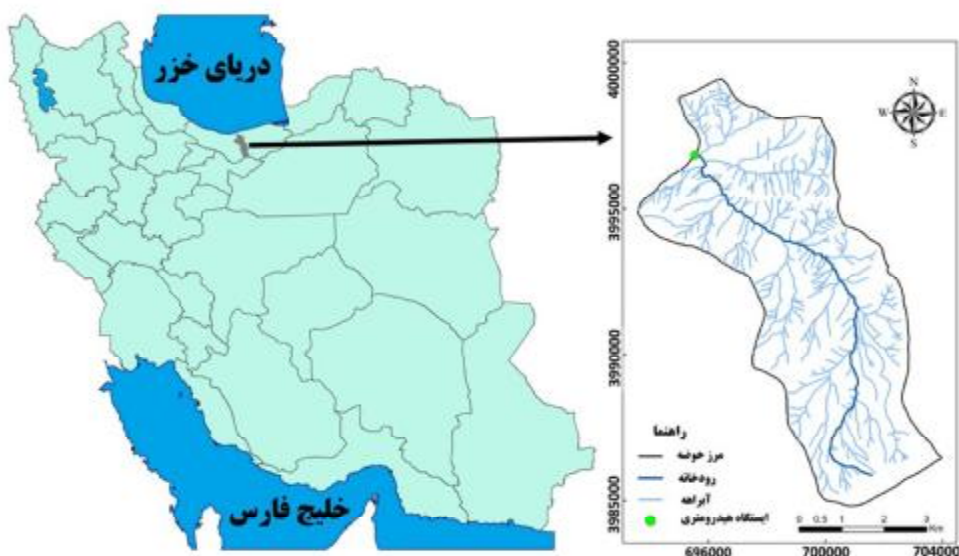 دریای خزر
خلیج فارس
4000000
3995000
3990000
3985000
N
W
E
S
راهنما
مرز حوضه
رودخانه
آبراهه
ایستگاه هیدرومتری
0 0.5 1 2 3
Km
696000 700000 704000